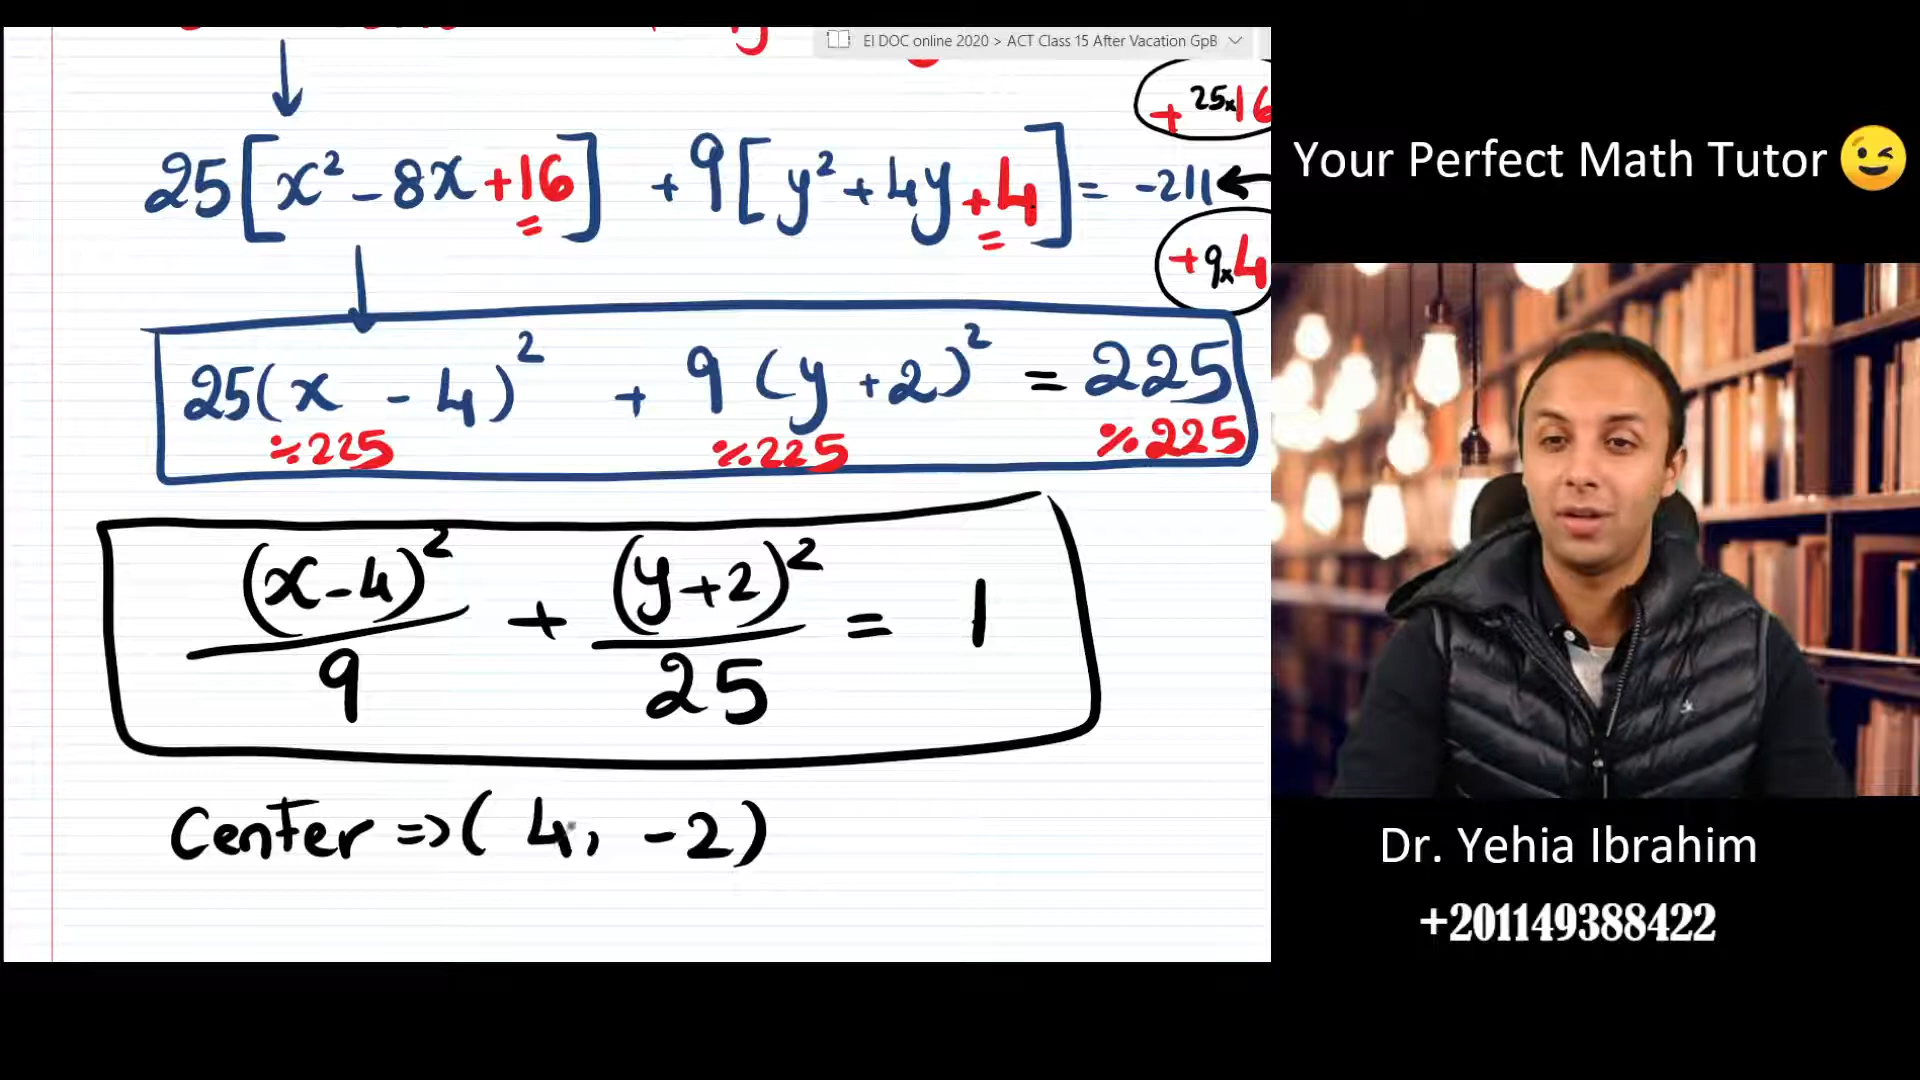 EI DOC online 2020 > ACT Class 15 After Vacation GpB
+ 25×16
25[x² - 8x + 16] + 9[y² + 4y + 4] = -211 ←
+ 9×4
25(x - 4)² + 9(y + 2)² = 225
÷225 ÷225 ÷225
(x-4)²/9 + (y+2)²/25 = 1
Center => (4, -2)
Your Perfect Math Tutor 😉
Dr. Yehia Ibrahim
+201149388422